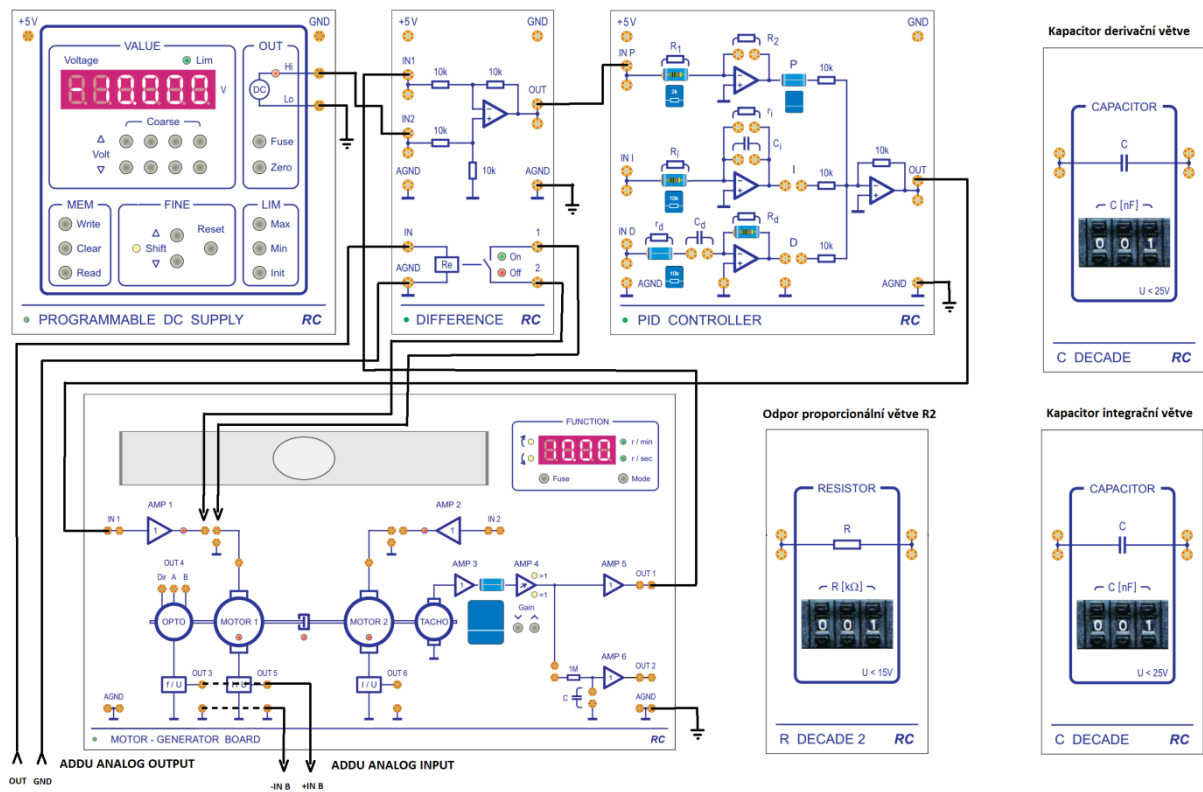 +5V
GND
VALUE
Voltage
Lim
-10.000
V
Coarse
Volt
OUT
Hi
DC
Lo
Fuse
Zero
MEM
Write
Clear
Read
FINE
Shift
Reset
LIM
Max
Min
Init
PROGRAMMABLE DC SUPPLY
RC
+5V
GND
IN1
10k
10k
OUT
IN2
10k
10k
AGND
AGND
IN
Re
On
Off
1
2
AGND
DIFFERENCE
RC
+5V
GND
IN P
R1
2k
R2
P
10k
ri
Ci
IN I
Ri
10k
I
10k
10k
OUT
IN D
rd
Cd
10k
Rd
D
10k
AGND
AGND
PID CONTROLLER
RC
Kapacitor derivační větve
CAPACITOR
C
C [nF]
0 0 1
U < 25V
C DECADE
RC
FUNCTION
10.00
r / min
r / sec
Fuse
Mode
IN 1
AMP 1
AMP 2
IN 2
OUT 4
Dir A B
OPTO
MOTOR 1
MOTOR 2
TACHO
AMP 3
AMP 4
>1
=1
Gain
AMP 5
OUT 1
1M
C
AMP 6
OUT 2
f / U
OUT 3
I / U
OUT 5
I / U
OUT 6
AGND
AGND
MOTOR - GENERATOR BOARD
RC
Odpor proporcionální větve R2
RESISTOR
R
R [kΩ]
0 0 1
U < 15V
R DECADE 2
RC
Kapacitor integrační větve
CAPACITOR
C
C [nF]
0 0 1
U < 25V
C DECADE
RC
ADDU ANALOG OUTPUT
OUT
GND
ADDU ANALOG INPUT
-IN B
+IN B